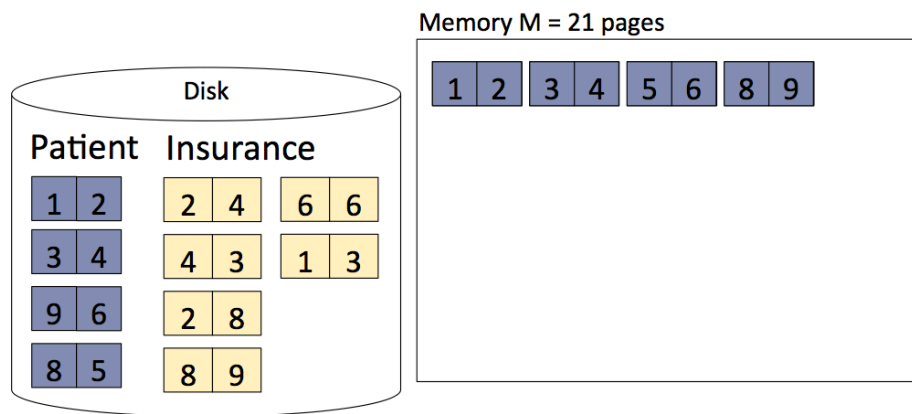 Memory M = 21 pages
1 2 3 4 5 6 8 9
Disk
Patient Insurance
1 2 2 4 6 6
3 4 4 3 1 3
9 6 2 8
8 5 8 9